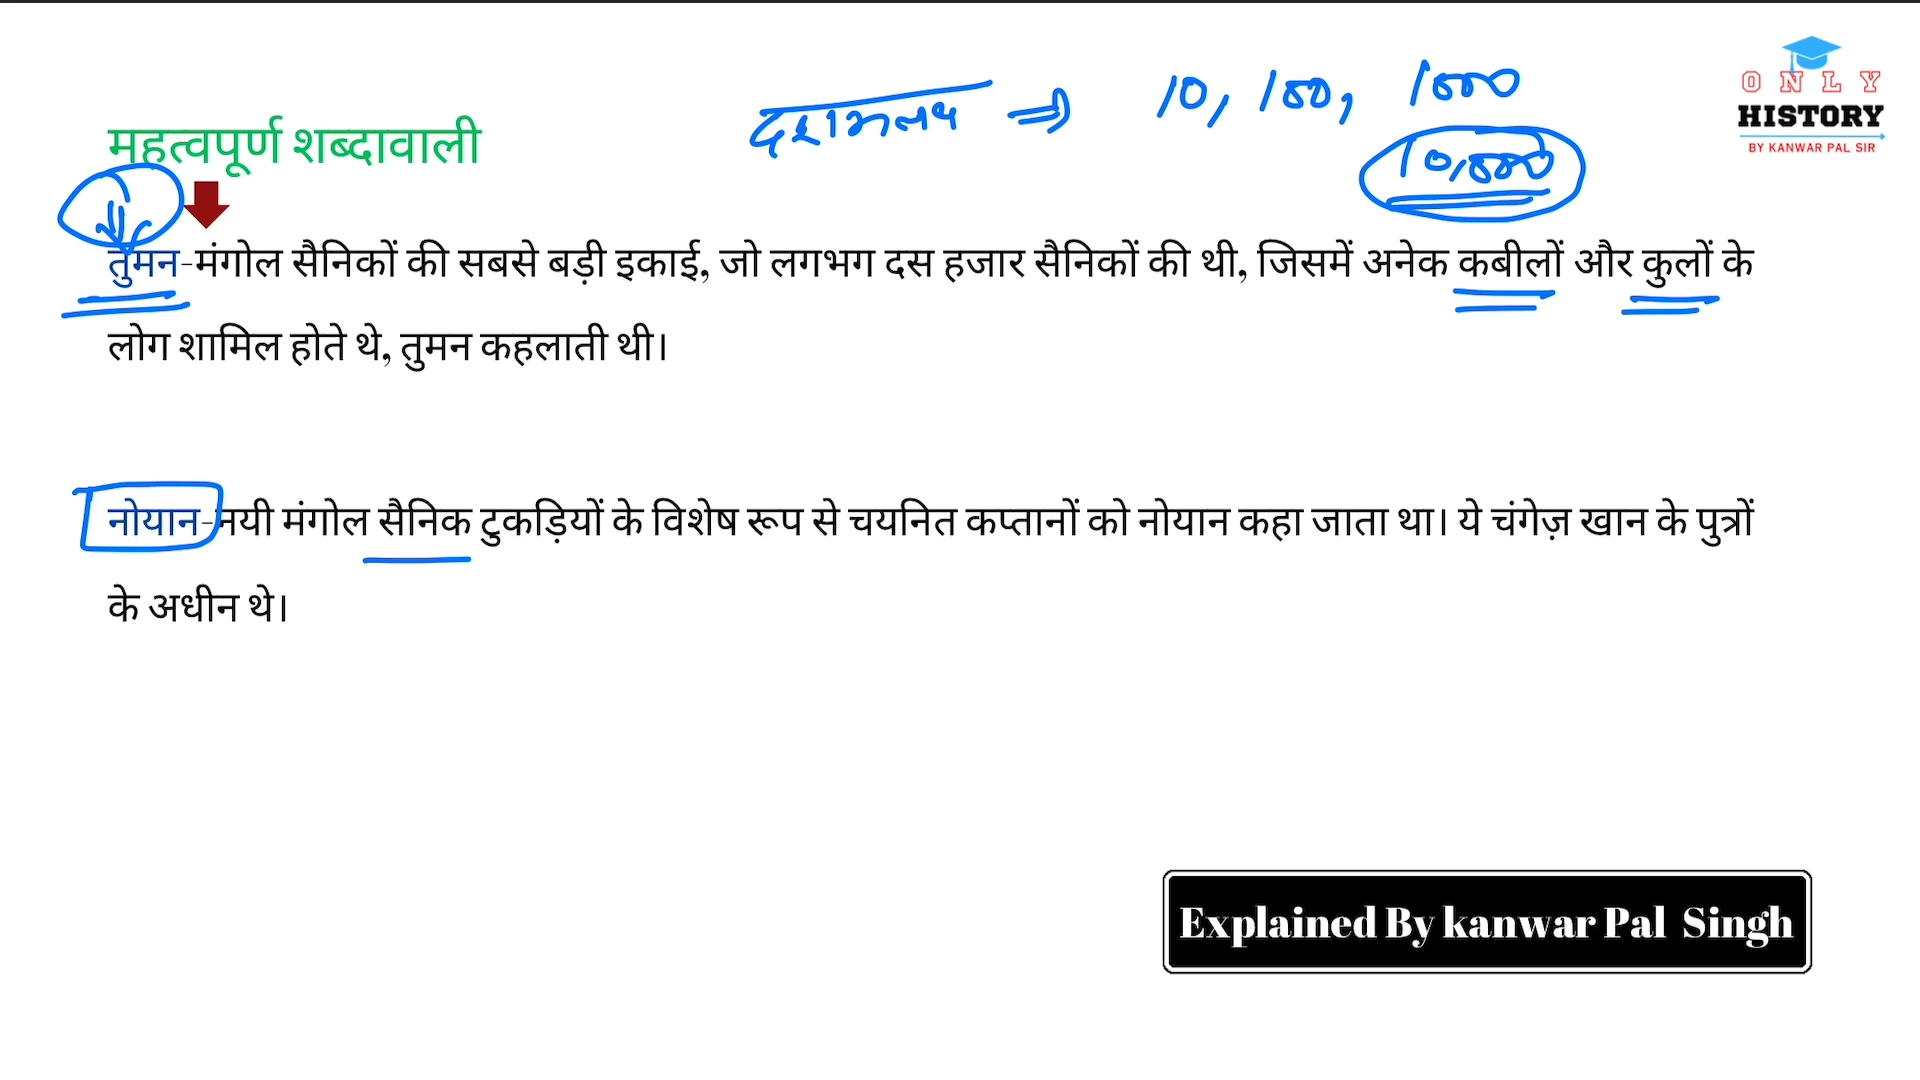 दशमलव ⇒ 10, 100, 1000
10,000
ONLY
HISTORY
BY KANWAR PAL SIR
महत्वपूर्ण शब्दावाली
तुमन-मंगोल सैनिकों की सबसे बड़ी इकाई, जो लगभग दस हजार सैनिकों की थी, जिसमें अनेक कबीलों और कुलों के
लोग शामिल होते थे, तुमन कहलाती थी।
नोयान-नयी मंगोल सैनिक टुकड़ियों के विशेष रूप से चयनित कप्तानों को नोयान कहा जाता था। ये चंगेज़ खान के पुत्रों
के अधीन थे।
Explained By kanwar Pal Singh